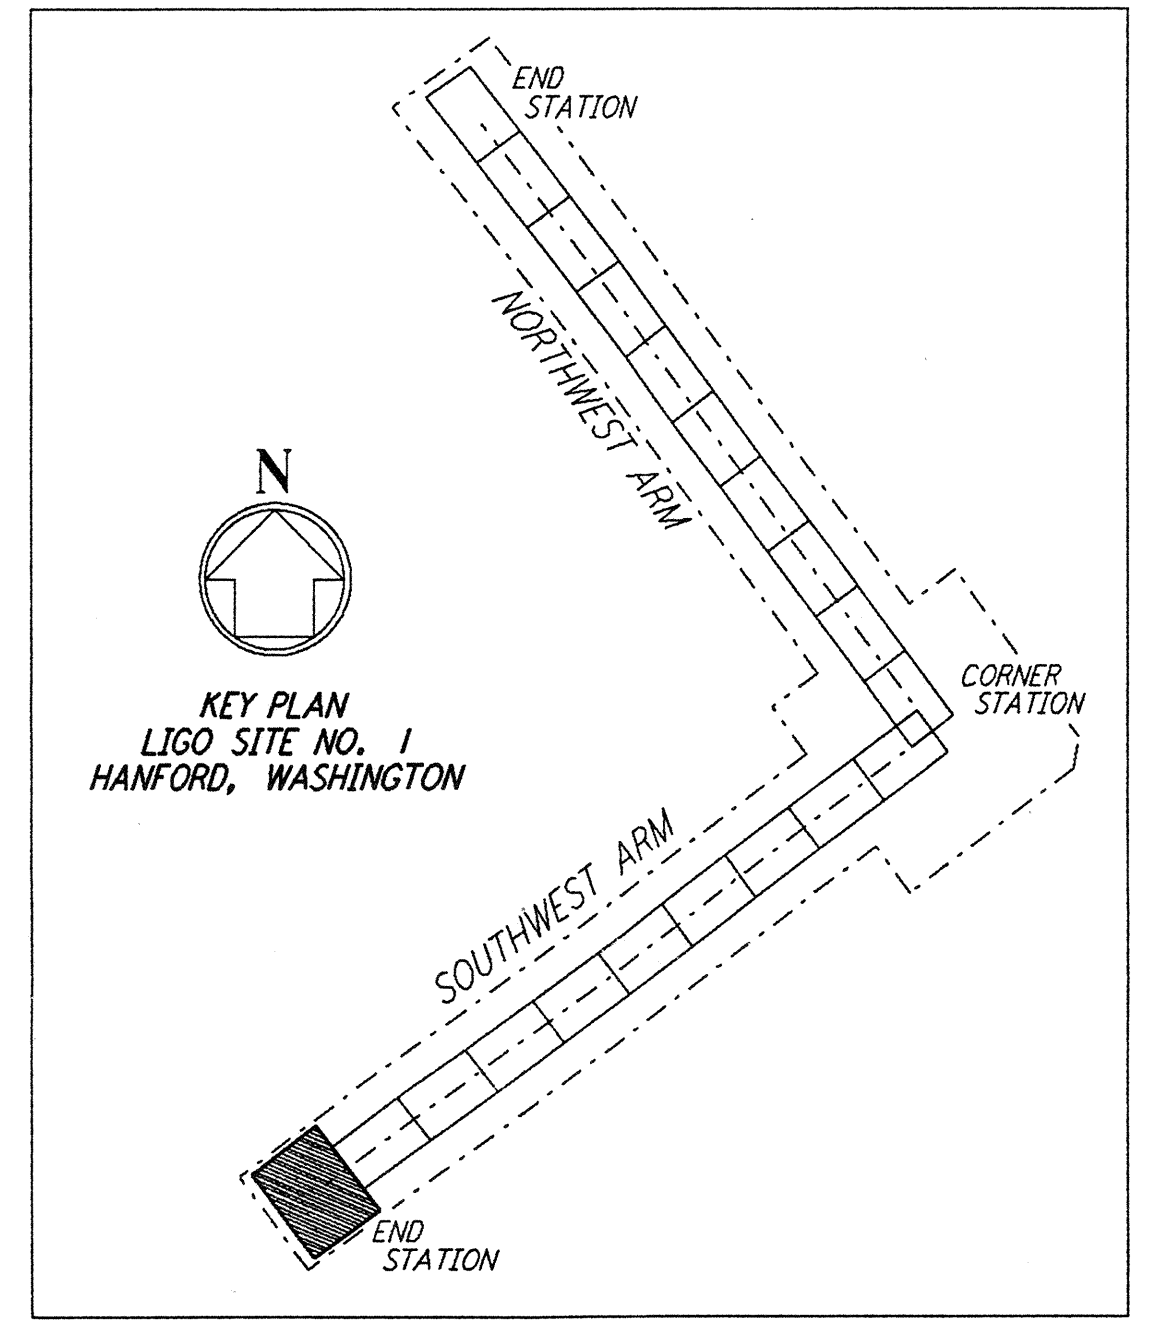 END
STATION
NORTHWEST ARM
N
CORNER
STATION
KEY PLAN
LIGO SITE NO. 1
HANFORD, WASHINGTON
SOUTHWEST ARM
END
STATION